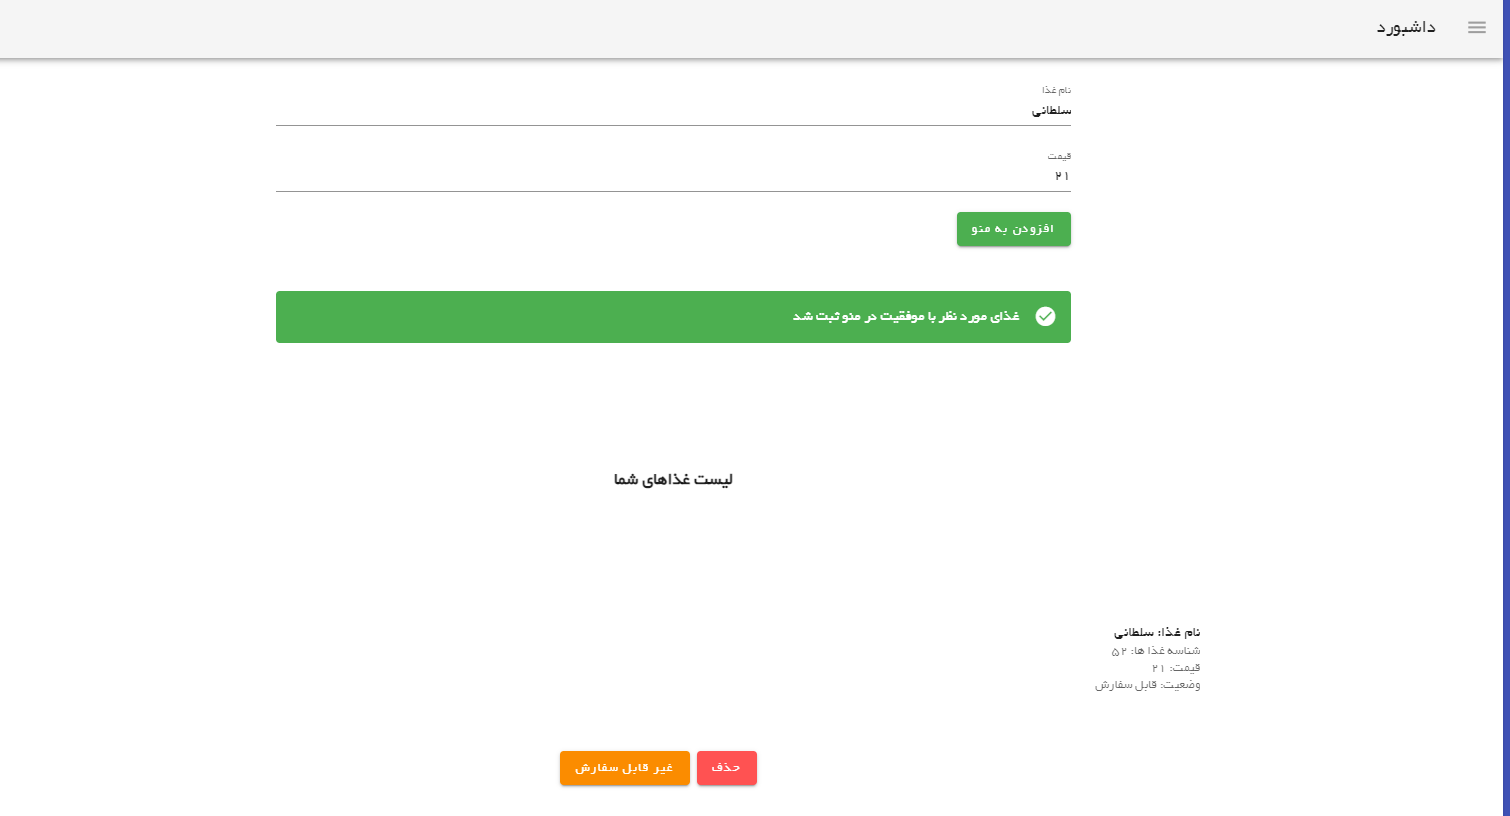 داشبورد
نام غذا
سلطانی
قیمت
۲۱
افزودن به منو
غذای مورد نظر با موفقیت در منو ثبت شد
لیست غذاهای شما
نام غذا: سلطانی
شناسه غذا ها: ۵۲
قیمت: ۲۱
وضعیت: قابل سفارش
حذف
غیر قابل سفارش